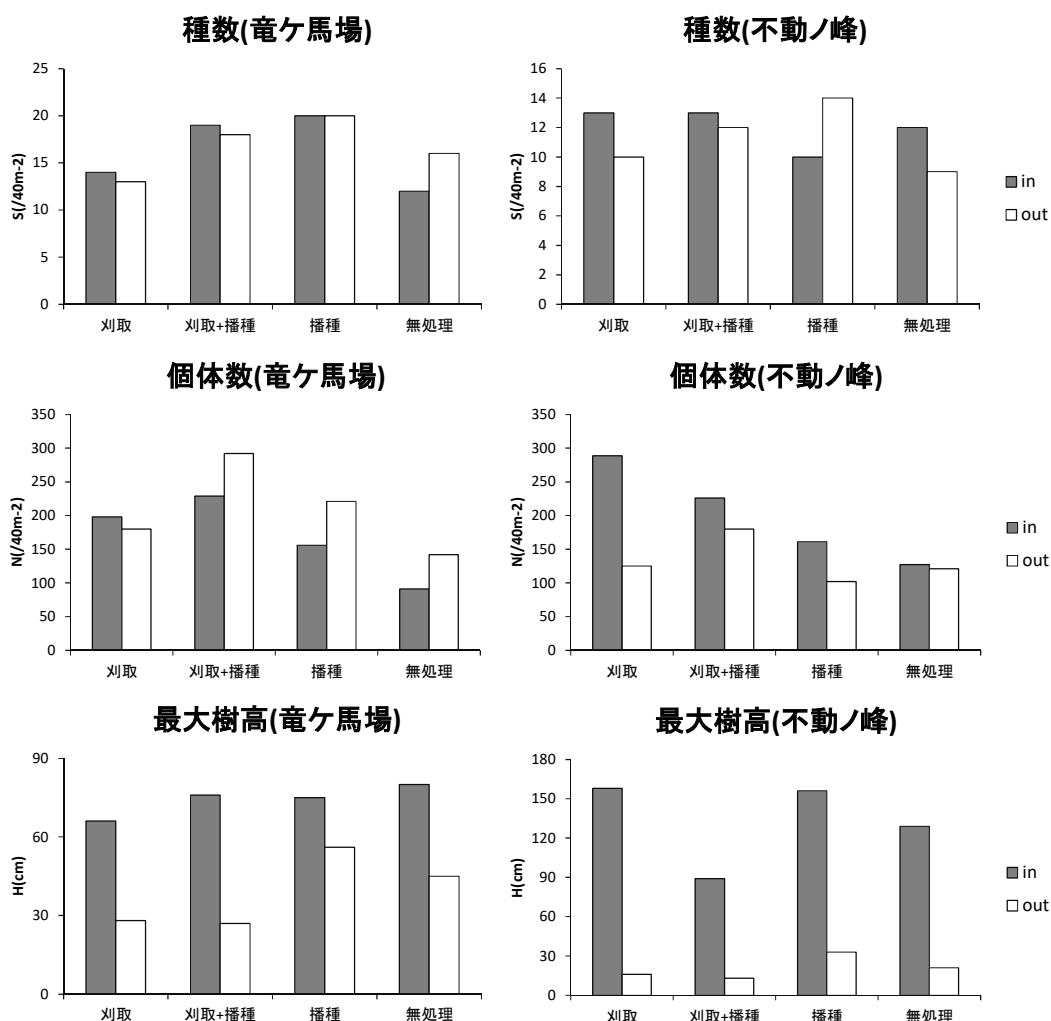 種数(竜ケ馬場)
25
20
15
10
5
0
S(/40m-2)
刈取 刈取+播種 播種 無処理
種数(不動ノ峰)
16
14
12
10
8
6
4
2
0
S(/40m-2)
刈取 刈取+播種 播種 無処理
in
out
個体数(竜ケ馬場)
350
300
250
200
150
100
50
0
N(/40m-2)
刈取 刈取+播種 播種 無処理
個体数(不動ノ峰)
350
300
250
200
150
100
50
0
N(/40m-2)
刈取 刈取+播種 播種 無処理
in
out
最大樹高(竜ケ馬場)
90
60
30
0
H(cm)
刈取 刈取+播種 播種 無処理
最大樹高(不動ノ峰)
180
150
120
90
60
30
0
H(cm)
刈取 刈取+播種 播種 無処理
in
out